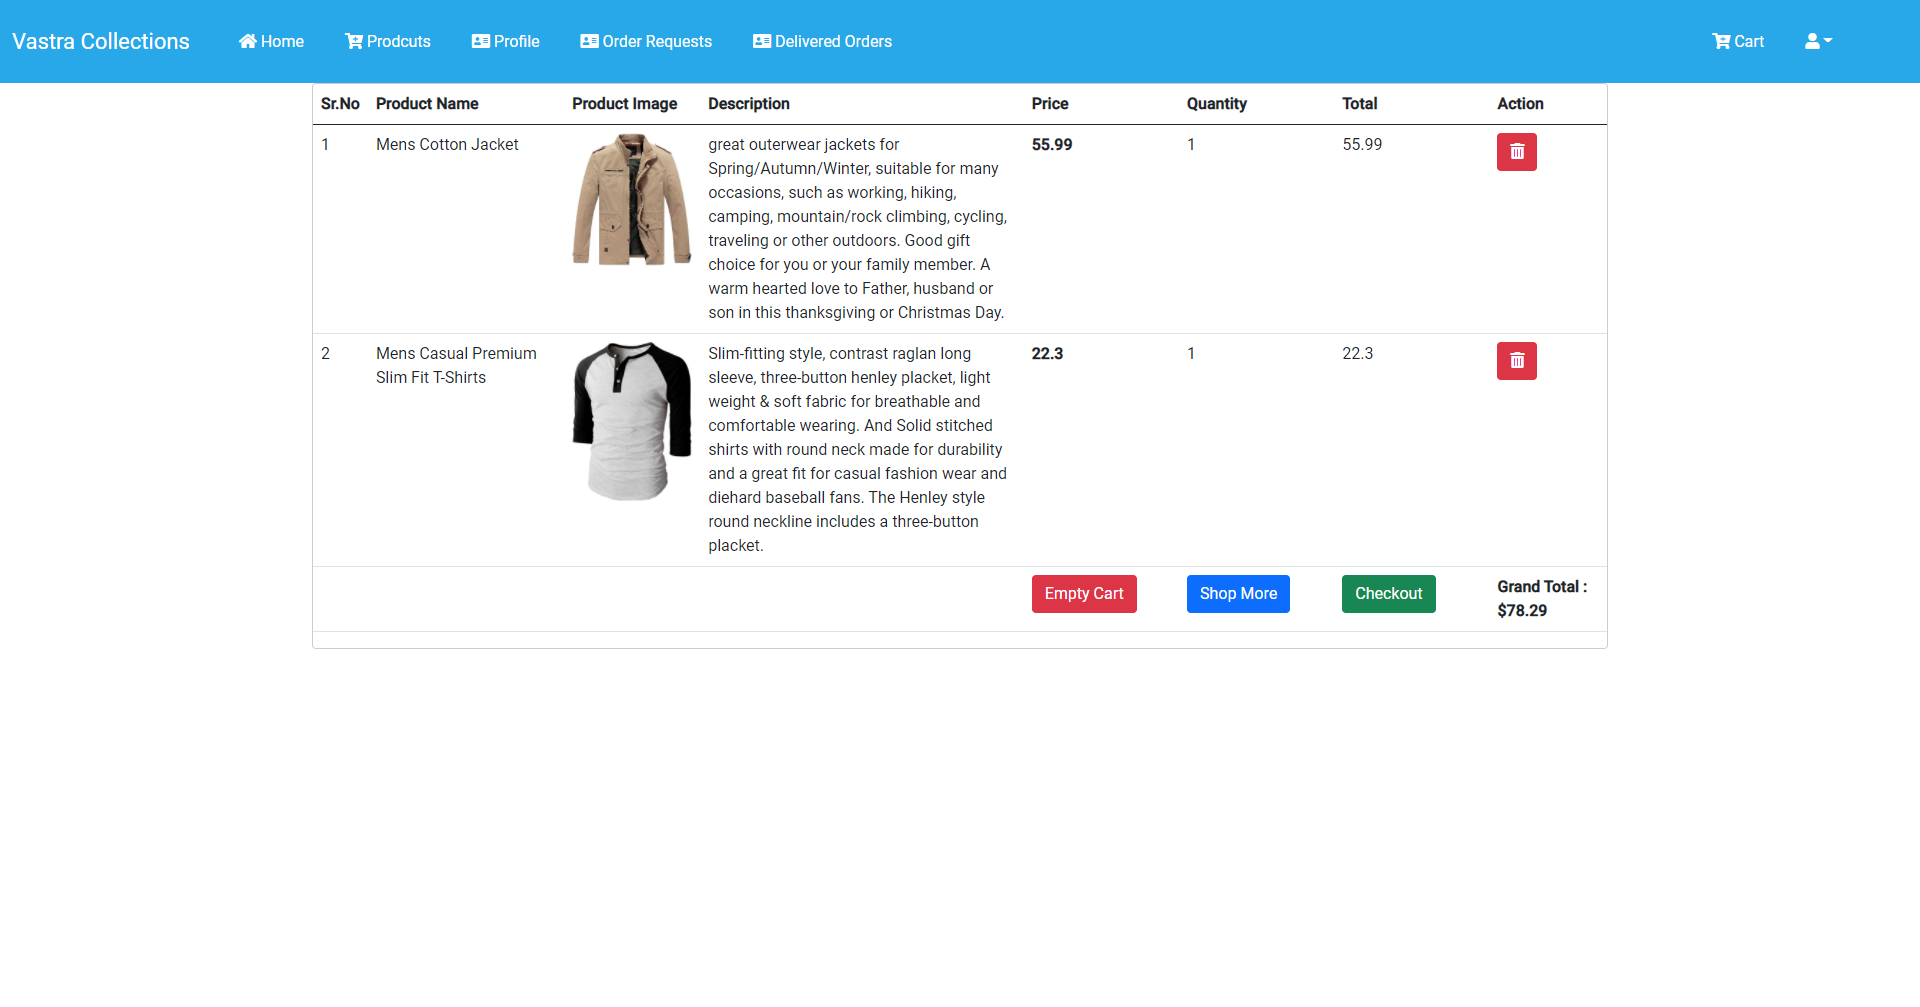 Vastra Collections Home Prodcuts Profile Order Requests Delivered Orders Cart
Sr.No Product Name Product Image Description Price Quantity Total Action
1 Mens Cotton Jacket great outerwear jackets for 55.99 1 55.99
Spring/Autumn/Winter, suitable for many
occasions, such as working, hiking,
camping, mountain/rock climbing, cycling,
traveling or other outdoors. Good gift
choice for you or your family member. A
warm hearted love to Father, husband or
son in this thanksgiving or Christmas Day.
2 Mens Casual Premium Slim-fitting style, contrast raglan long 22.3 1 22.3
Slim Fit T-Shirts sleeve, three-button henley placket, light
weight & soft fabric for breathable and
comfortable wearing. And Solid stitched
shirts with round neck made for durability
and a great fit for casual fashion wear and
diehard baseball fans. The Henley style
round neckline includes a three-button
placket.
Empty Cart Shop More Checkout Grand Total :
$78.29